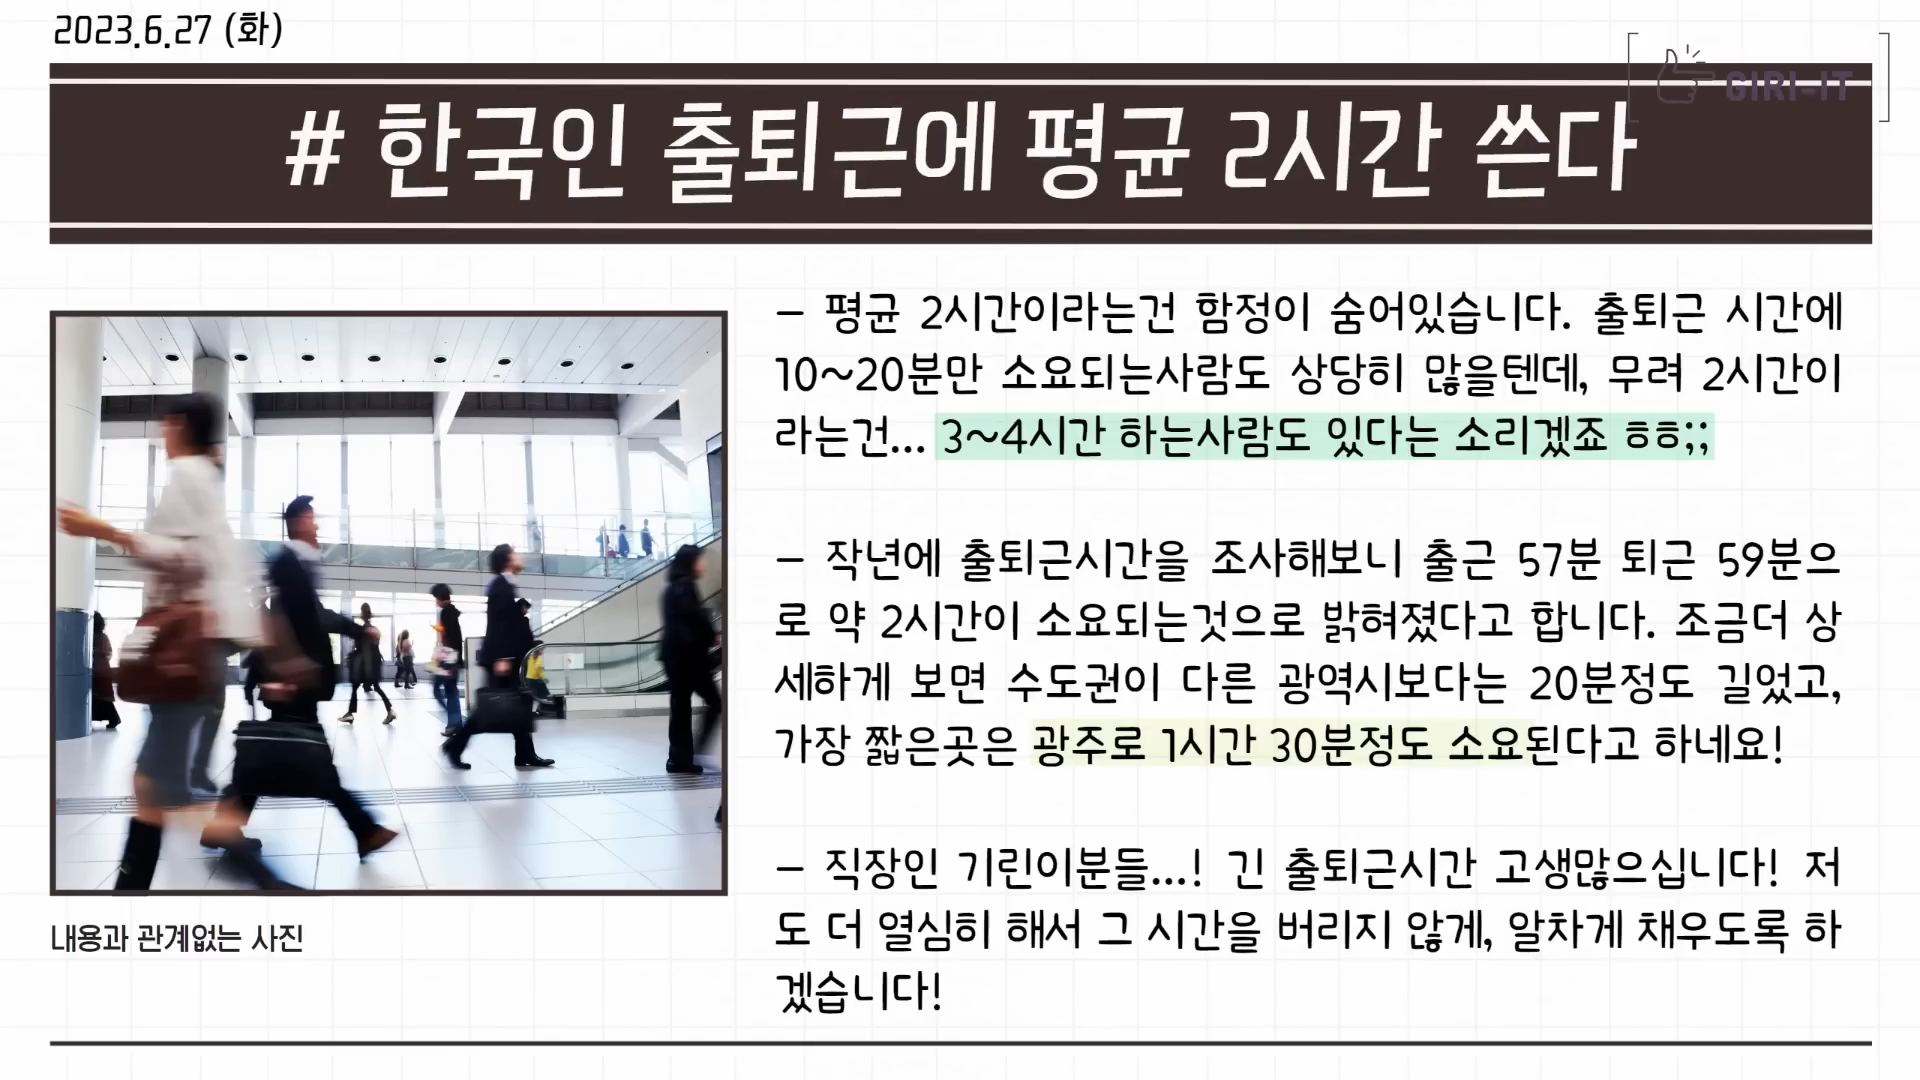 2023.6.27 (화)
GIRI-IT
# 한국인 출퇴근에 평균 2시간 쓴다
- 평균 2시간이라는건 함정이 숨어있습니다. 출퇴근 시간에
10~20분만 소요되는사람도 상당히 많을텐데, 무려 2시간이
라는건... 3~4시간 하는사람도 있다는 소리겠죠 ㅎㅎ;;
- 작년에 출퇴근시간을 조사해보니 출근 57분 퇴근 59분으
로 약 2시간이 소요되는것으로 밝혀졌다고 합니다. 조금더 상
세하게 보면 수도권이 다른 광역시보다는 20분정도 길었고,
가장 짧은곳은 광주로 1시간 30분정도 소요된다고 하네요!
- 직장인 기린이분들...! 긴 출퇴근시간 고생많으십니다! 저
도 더 열심히 해서 그 시간을 버리지 않게, 알차게 채우도록 하
겠습니다!
내용과 관계없는 사진